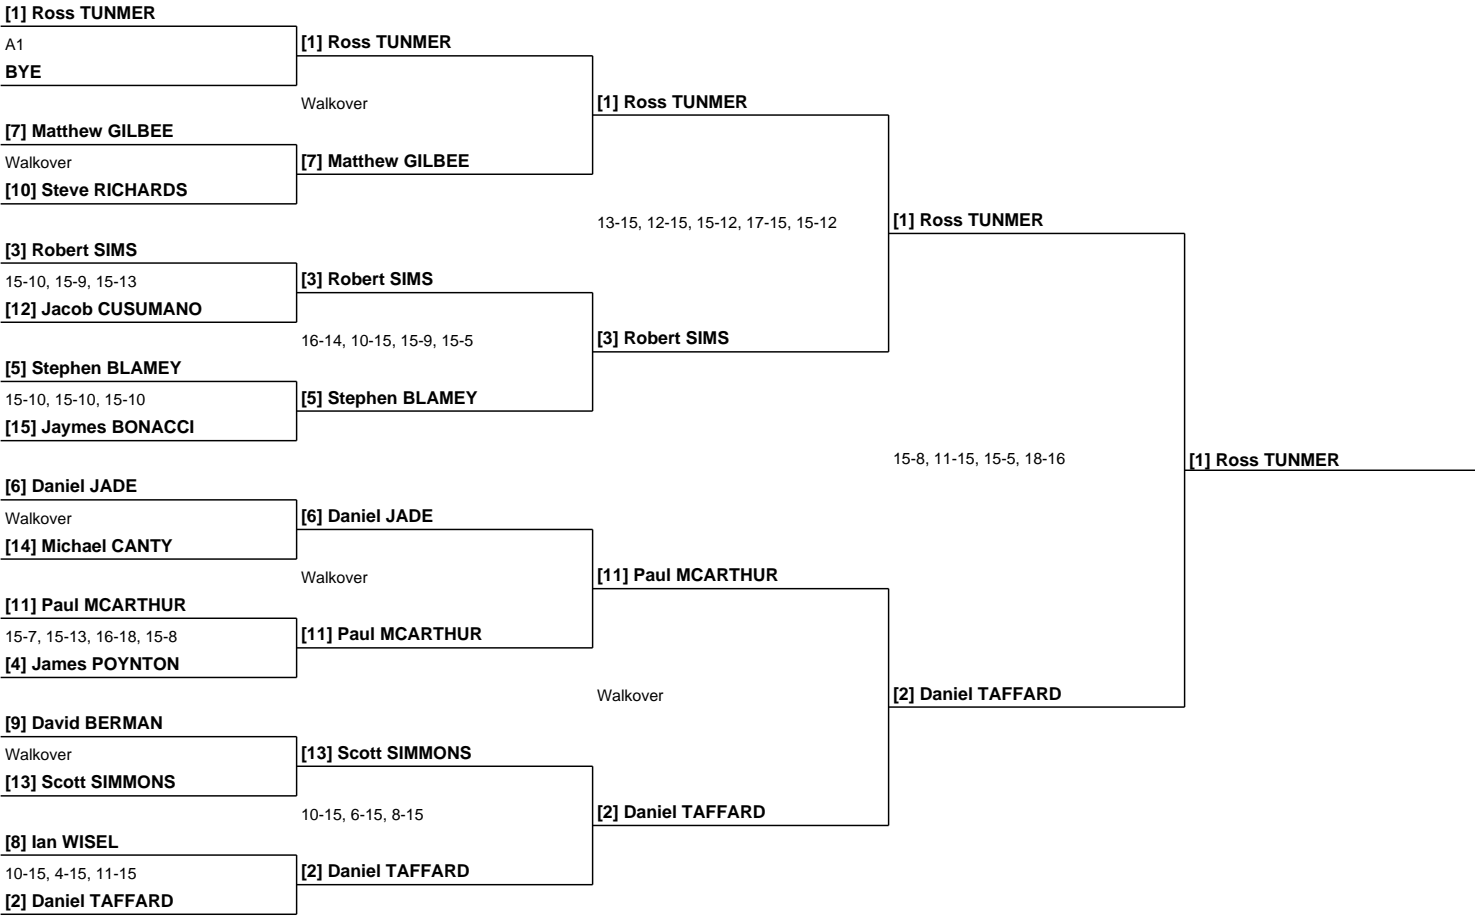 [1] Ross TUNMER
A1
BYE
[7] Matthew GILBEE
Walkover
[10] Steve RICHARDS
[3] Robert SIMS
15-10, 15-9, 15-13
[12] Jacob CUSUMANO
[5] Stephen BLAMEY
15-10, 15-10, 15-10
[15] Jaymes BONACCI
[6] Daniel JADE
Walkover
[14] Michael CANTY
[11] Paul MCARTHUR
15-7, 15-13, 16-18, 15-8
[4] James POYNTON
[9] David BERMAN
Walkover
[13] Scott SIMMONS
[8] Ian WISEL
10-15, 4-15, 11-15
[2] Daniel TAFFARD
[1] Ross TUNMER
Walkover
[7] Matthew GILBEE
[3] Robert SIMS
16-14, 10-15, 15-9, 15-5
[5] Stephen BLAMEY
[6] Daniel JADE
Walkover
[11] Paul MCARTHUR
[13] Scott SIMMONS
10-15, 6-15, 8-15
[2] Daniel TAFFARD
[1] Ross TUNMER
13-15, 12-15, 15-12, 17-15, 15-12
[3] Robert SIMS
[11] Paul MCARTHUR
Walkover
[2] Daniel TAFFARD
[1] Ross TUNMER
15-8, 11-15, 15-5, 18-16
[2] Daniel TAFFARD
[1] Ross TUNMER